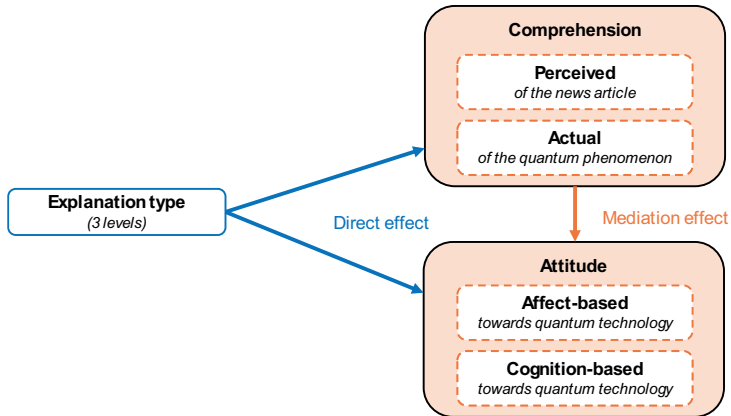 Comprehension
Perceived
of the news article
Actual
of the quantum phenomenon
Explanation type
(3 levels)
Direct effect
Mediation effect
Attitude
Affect-based
towards quantum technology
Cognition-based
towards quantum technology